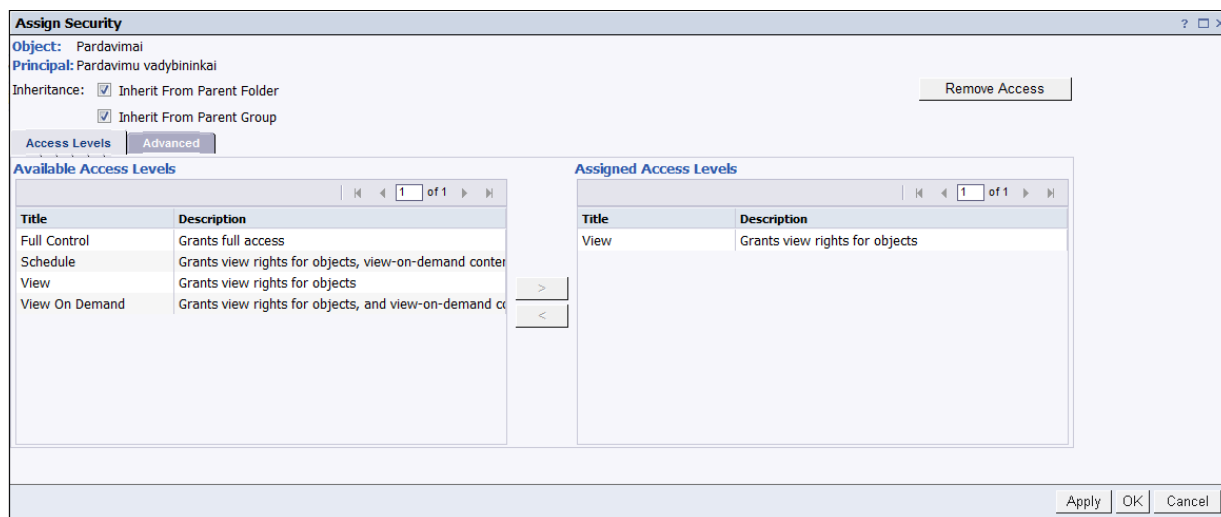 Assign Security ?
Object: Pardavimai
Principal: Pardavimu vadybininkai
Inheritance: Inherit From Parent Folder Remove Access
Inherit From Parent Group
Access Levels Advanced
Available Access Levels Assigned Access Levels
1 of 1 1 of 1
Title Description Title Description
Full Control Grants full access View Grants view rights for objects
Schedule Grants view rights for objects, view-on-demand
View Grants view rights for objects >
View On Demand Grants view rights for objects, and view-on-demand <
Apply OK Cancel